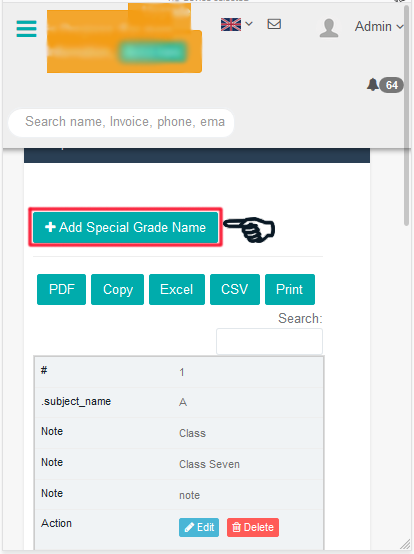 Admin
64
Search name, Invoice, phone, ema
Add Special Grade Name
PDF Copy Excel CSV Print
Search:
# 1
.subject_name A
Note Class
Note Class Seven
Note note
Action Edit Delete